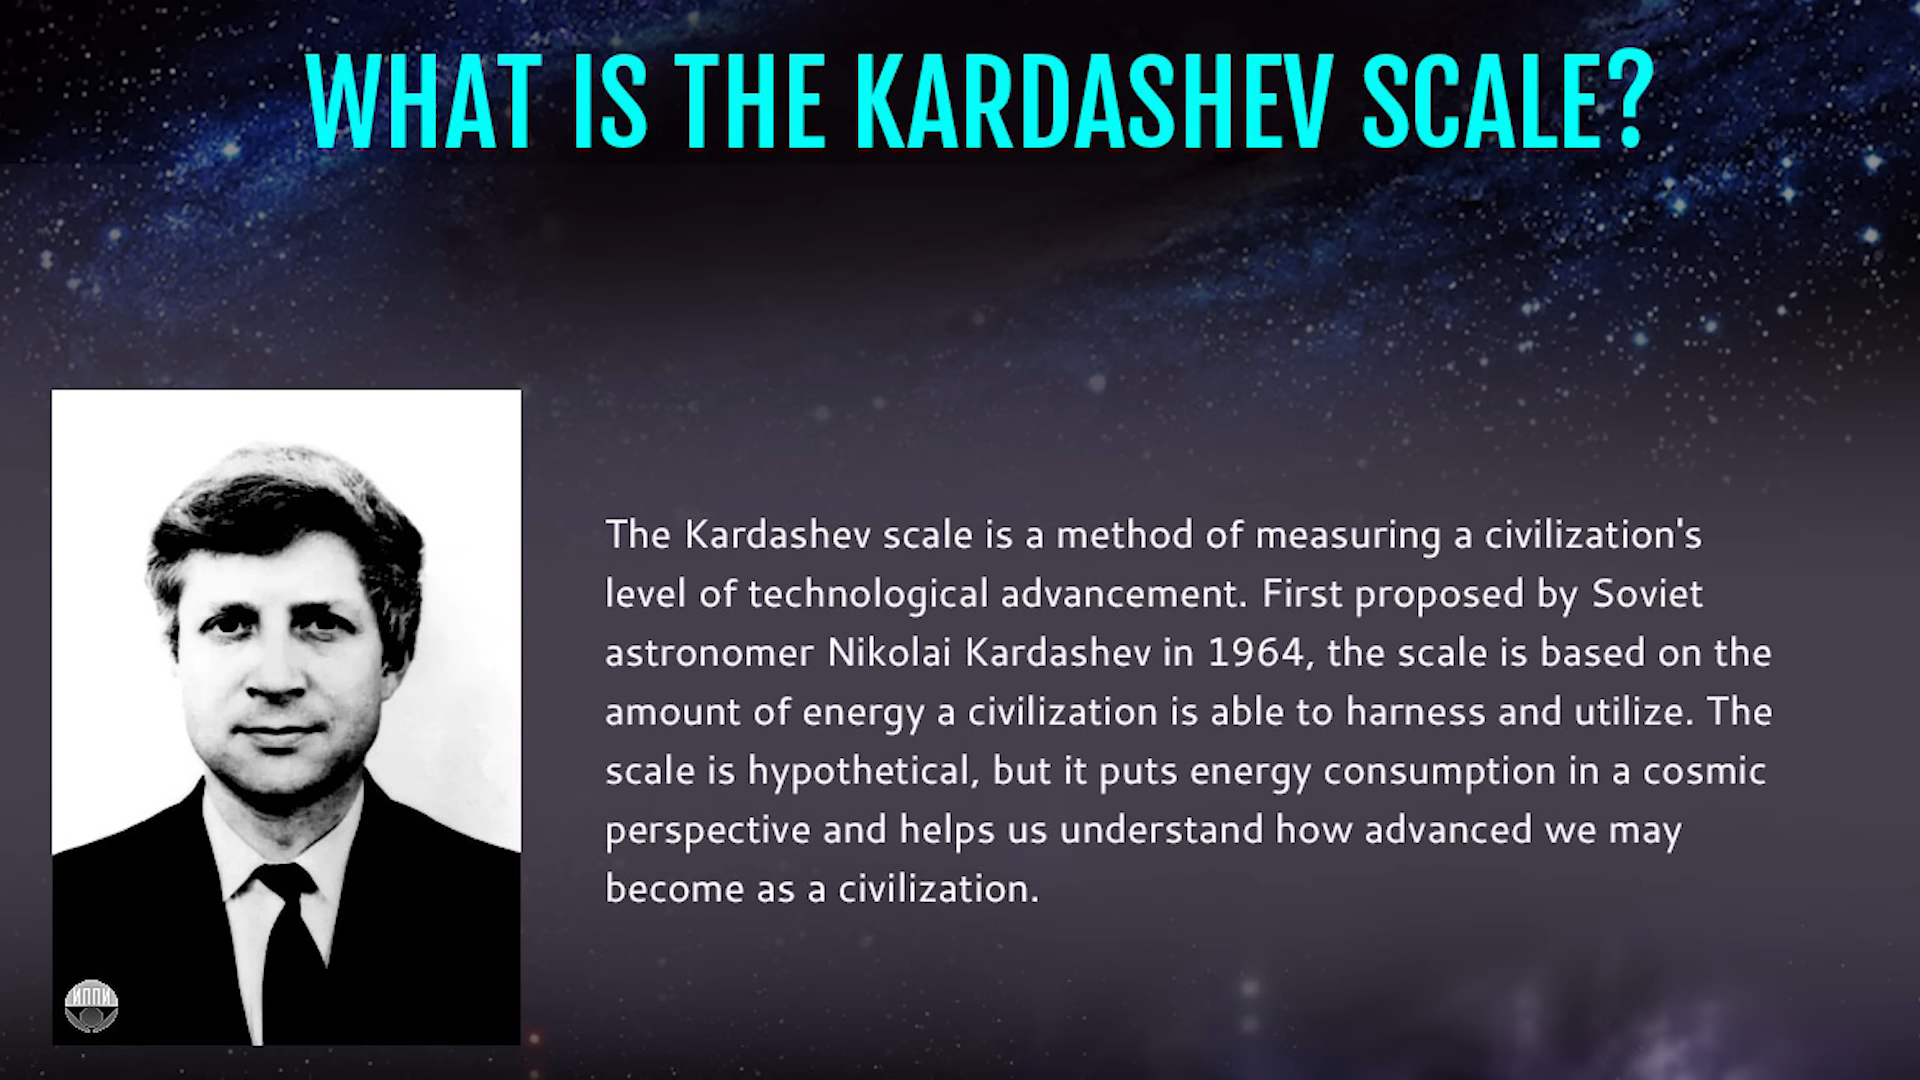 WHAT IS THE KARDASHEV SCALE?
The Kardashev scale is a method of measuring a civilization's
level of technological advancement. First proposed by Soviet
astronomer Nikolai Kardashev in 1964, the scale is based on the
amount of energy a civilization is able to harness and utilize. The
scale is hypothetical, but it puts energy consumption in a cosmic
perspective and helps us understand how advanced we may
become as a civilization.
ИППИ